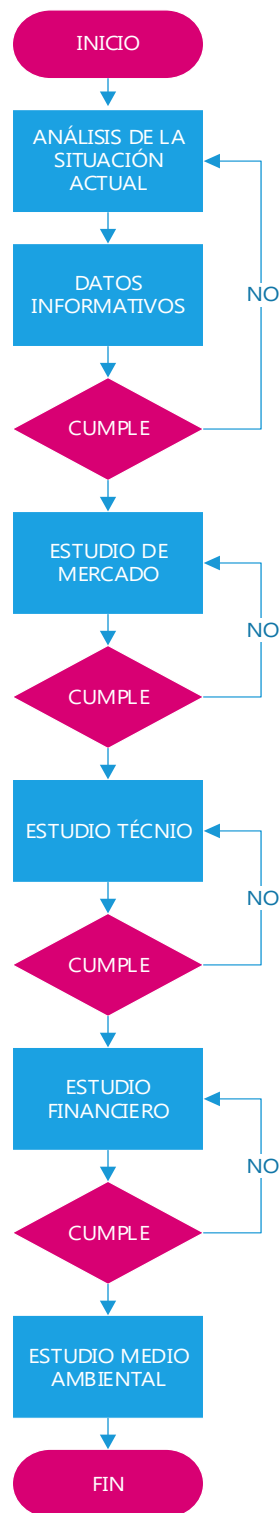 INICIO
ANÁLISIS DE LA
SITUACIÓN
ACTUAL
DATOS
INFORMATIVOS
NO
CUMPLE
ESTUDIO DE
MERCADO
NO
CUMPLE
ESTUDIO TÉCNIO
NO
CUMPLE
ESTUDIO
FINANCIERO
NO
CUMPLE
ESTUDIO MEDIO
AMBIENTAL
FIN